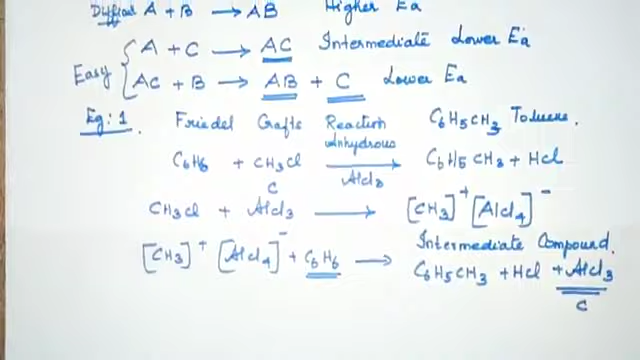 Difficult A + B → AB Higher Ea
Easy { A + C → AC Intermediate Lower Ea
AC + B → AB + C Lower Ea
Eg: 1. Friedel Crafts Reaction C6H5CH3 Toluene.
C6H6 + CH3Cl Anhydrous → AlCl3 C6H5CH3 + HCl
C
CH3Cl + AlCl3 → [CH3]+ [AlCl4]-
Intermediate Compound.
[CH3]+ [AlCl4]- + C6H6 → C6H5CH3 + HCl + AlCl3
C